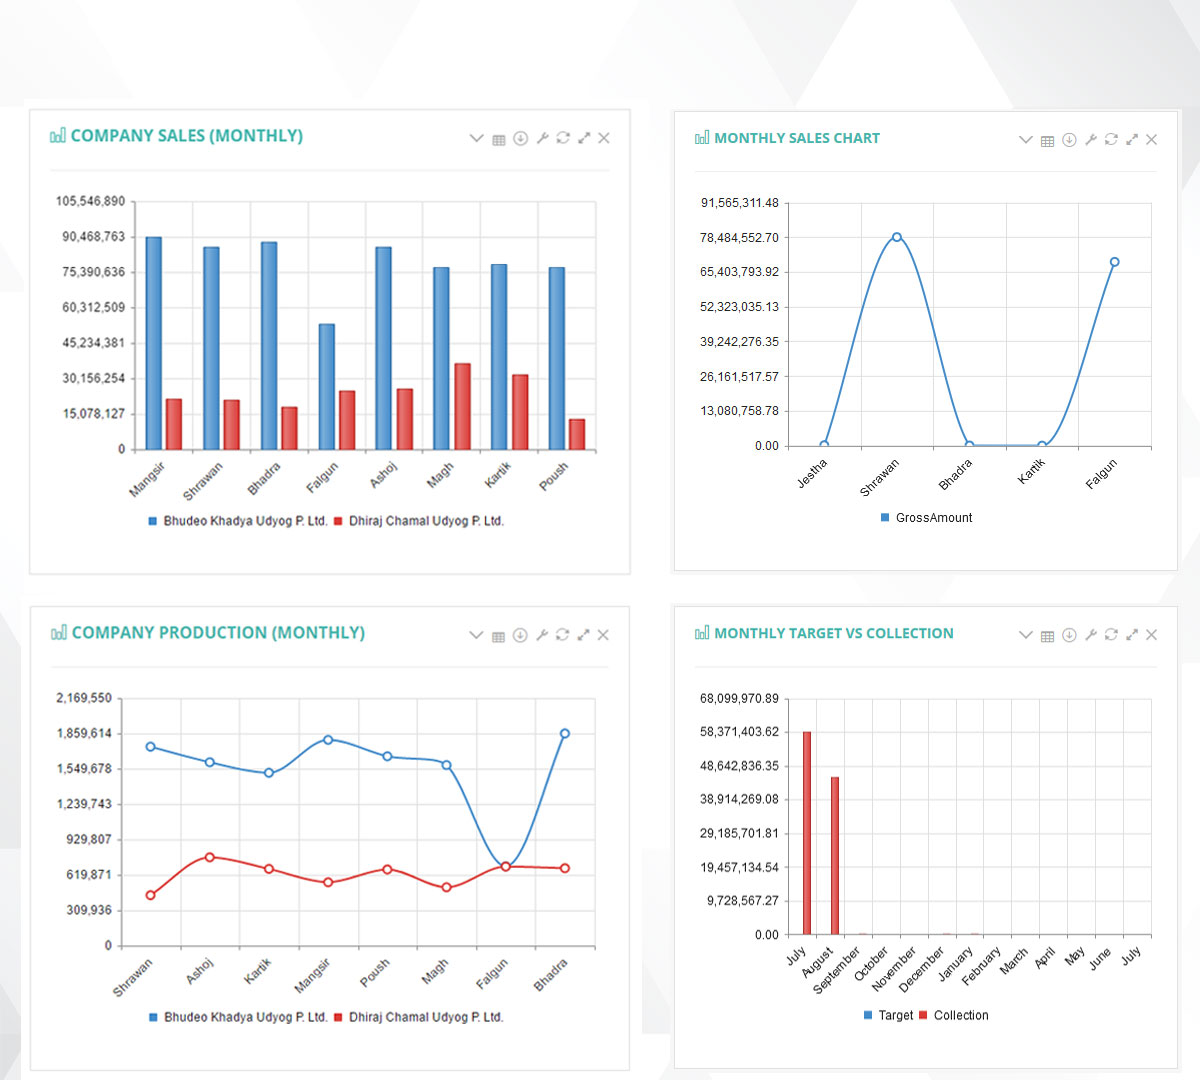 COMPANY SALES (MONTHLY)
105,546,890
90,468,763
75,390,636
60,312,509
45,234,381
30,156,254
15,078,127
0
Mangsir Shrawan Bhadra Falgun Ashoj Magh Kartik Poush
Bhudeo Khadya Udyog P. Ltd. Dhiraj Chamal Udyog P. Ltd.
MONTHLY SALES CHART
91,565,311.48
78,484,552.70
65,403,793.92
52,323,035.13
39,242,276.35
26,161,517.57
13,080,758.78
0.00
Jestha Shrawan Bhadra Kartik Falgun
GrossAmount
COMPANY PRODUCTION (MONTHLY)
2,169,550
1,859,614
1,549,678
1,239,743
929,807
619,871
309,936
0
Shrawan Ashoj Kartik Mangsir Poush Magh Falgun Bhadra
Bhudeo Khadya Udyog P. Ltd. Dhiraj Chamal Udyog P. Ltd.
MONTHLY TARGET VS COLLECTION
68,099,970.89
58,371,403.62
48,642,836.35
38,914,269.08
29,185,701.81
19,457,134.54
9,728,567.27
0.00
July August September October November December January February March April May June July
Target Collection